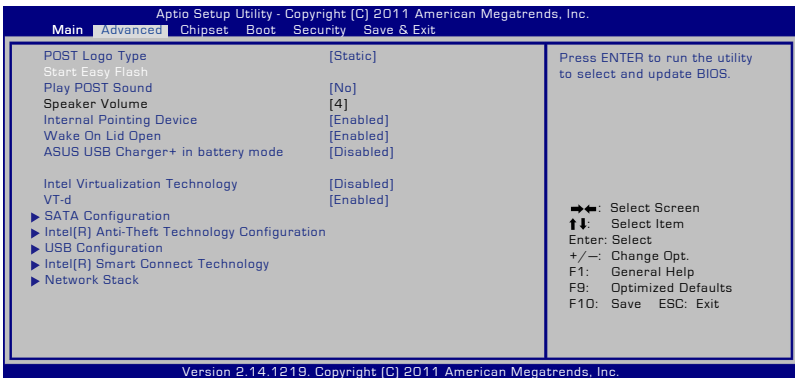 Aptio Setup Utility - Copyright (C) 2011 American Megatrends, Inc.
Main Advanced Chipset Boot Security Save & Exit
POST Logo Type [Static]
Start Easy Flash
Play POST Sound [No]
Speaker Volume [4]
Internal Pointing Device [Enabled]
Wake On Lid Open [Enabled]
ASUS USB Charger+ in battery mode [Disabled]
Intel Virtualization Technology [Disabled]
VT-d [Enabled]
SATA Configuration
Intel(R) Anti-Theft Technology Configuration
USB Configuration
Intel(R) Smart Connect Technology
Network Stack
Press ENTER to run the utility
to select and update BIOS.
→←: Select Screen
↑↓: Select Item
Enter: Select
+/—: Change Opt.
F1: General Help
F9: Optimized Defaults
F10: Save ESC: Exit
Version 2.14.1219. Copyright (C) 2011 American Megatrends, Inc.